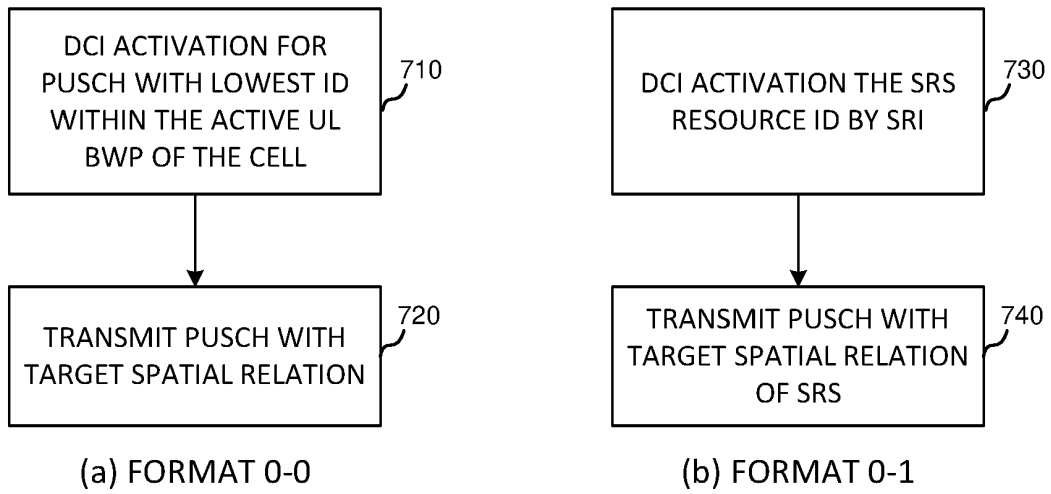 DCI ACTIVATION FOR
PUSCH WITH LOWEST ID
WITHIN THE ACTIVE UL
BWP OF THE CELL
710
TRANSMIT PUSCH WITH
TARGET SPATIAL RELATION
720
(a) FORMAT 0-0
DCI ACTIVATION THE SRS
RESOURCE ID BY SRI
730
TRANSMIT PUSCH WITH
TARGET SPATIAL RELATION
OF SRS
740
(b) FORMAT 0-1